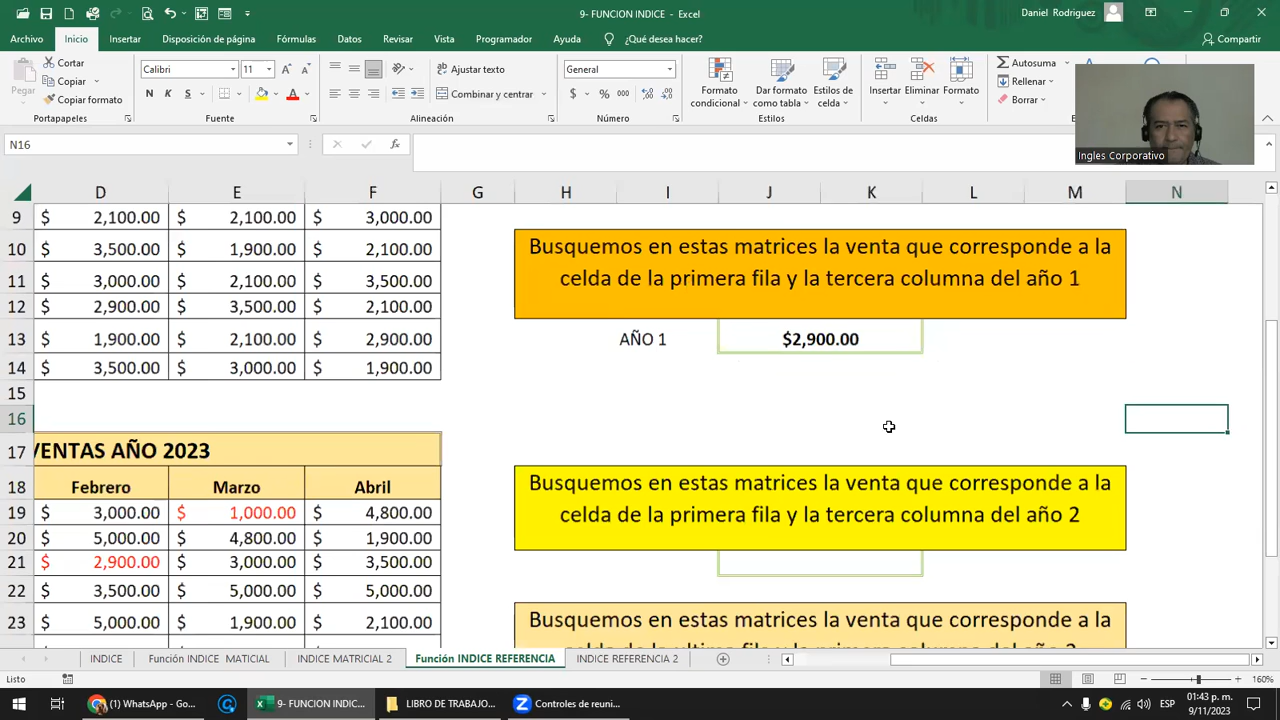 9- FUNCION INDICE - Excel
Daniel Rodriguez
Archivo Inicio Insertar Disposición de página Fórmulas Datos Revisar Vista Programador Ayuda ¿Qué desea hacer? Compartir
Pegar
Cortar
Copiar
Copiar formato
Portapapeles
Calibri 11
N K S
Fuente
Ajustar texto
Combinar y centrar
Alineación
General
$ % 000
Número
Formato condicional
Dar formato como tabla
Estilos de celda
Estilos
Insertar Eliminar Formato
Celdas
Autosuma
Rellenar
Borrar
Ingles Corporativo
N16
fx
D E F G H I J K L M N
9 $ 2,100.00 $ 2,100.00 $ 3,000.00
10 $ 3,500.00 $ 1,900.00 $ 2,100.00
11 $ 3,000.00 $ 2,100.00 $ 3,500.00
12 $ 2,900.00 $ 3,500.00 $ 2,100.00
13 $ 1,900.00 $ 2,100.00 $ 2,900.00
14 $ 3,500.00 $ 3,000.00 $ 1,900.00
15
16
17 VENTAS AÑO 2023
18 Febrero Marzo Abril
19 $ 3,000.00 $ 1,000.00 $ 4,800.00
20 $ 5,000.00 $ 4,800.00 $ 1,900.00
21 $ 2,900.00 $ 3,000.00 $ 3,500.00
22 $ 3,500.00 $ 5,000.00 $ 5,000.00
23 $ 5,000.00 $ 1,900.00 $ 2,100.00
Busquemos en estas matrices la venta que corresponde a la
celda de la primera fila y la tercera columna del año 1
AÑO 1 $2,900.00
Busquemos en estas matrices la venta que corresponde a la
celda de la primera fila y la tercera columna del año 2
Busquemos en estas matrices la venta que corresponde a la
INDICE Función INDICE MATICIAL INDICE MATRICIAL 2 Función INDICE REFERENCIA INDICE REFERENCIA 2
Listo
160%
(1) WhatsApp - Go...
9- FUNCION INDIC...
LIBRO DE TRABAJO...
Controles de reuni...
ESP
01:43 p. m.
9/11/2023